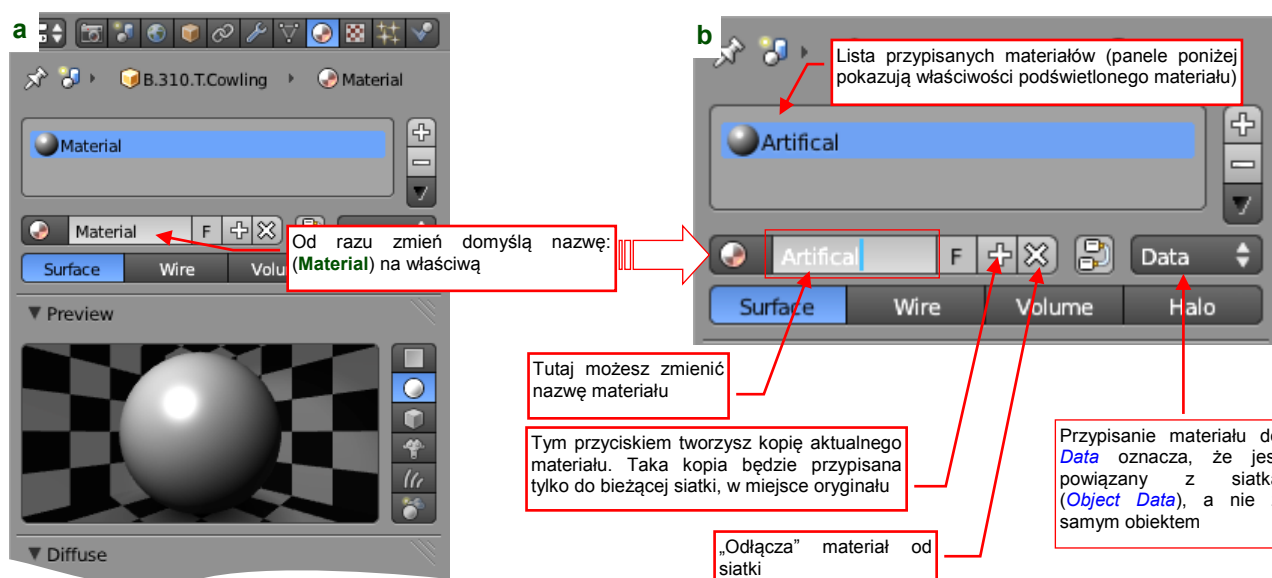 a
B.310.T.Cowling
Material
Material
Material
F
Od razu zmień domyślą nazwę:
(Material) na właściwą
Surface
Wire
Volu
Preview
Diffuse
b
Lista przypisanych materiałów (panele poniżej
pokazują właściwości podświetlonego materiału)
Artifical
Artifical
F
Data
Surface
Wire
Volume
Halo
Tutaj możesz zmienić
nazwę materiału
Tym przyciskiem tworzysz kopię aktualnego
materiału. Taka kopia będzie przypisana
tylko do bieżącej siatki, w miejsce oryginału
„Odłącza” materiał od
siatki
Przypisanie materiału do
Data oznacza, że jes
powiązany z siatką
(Object Data), a nie
samym obiektem